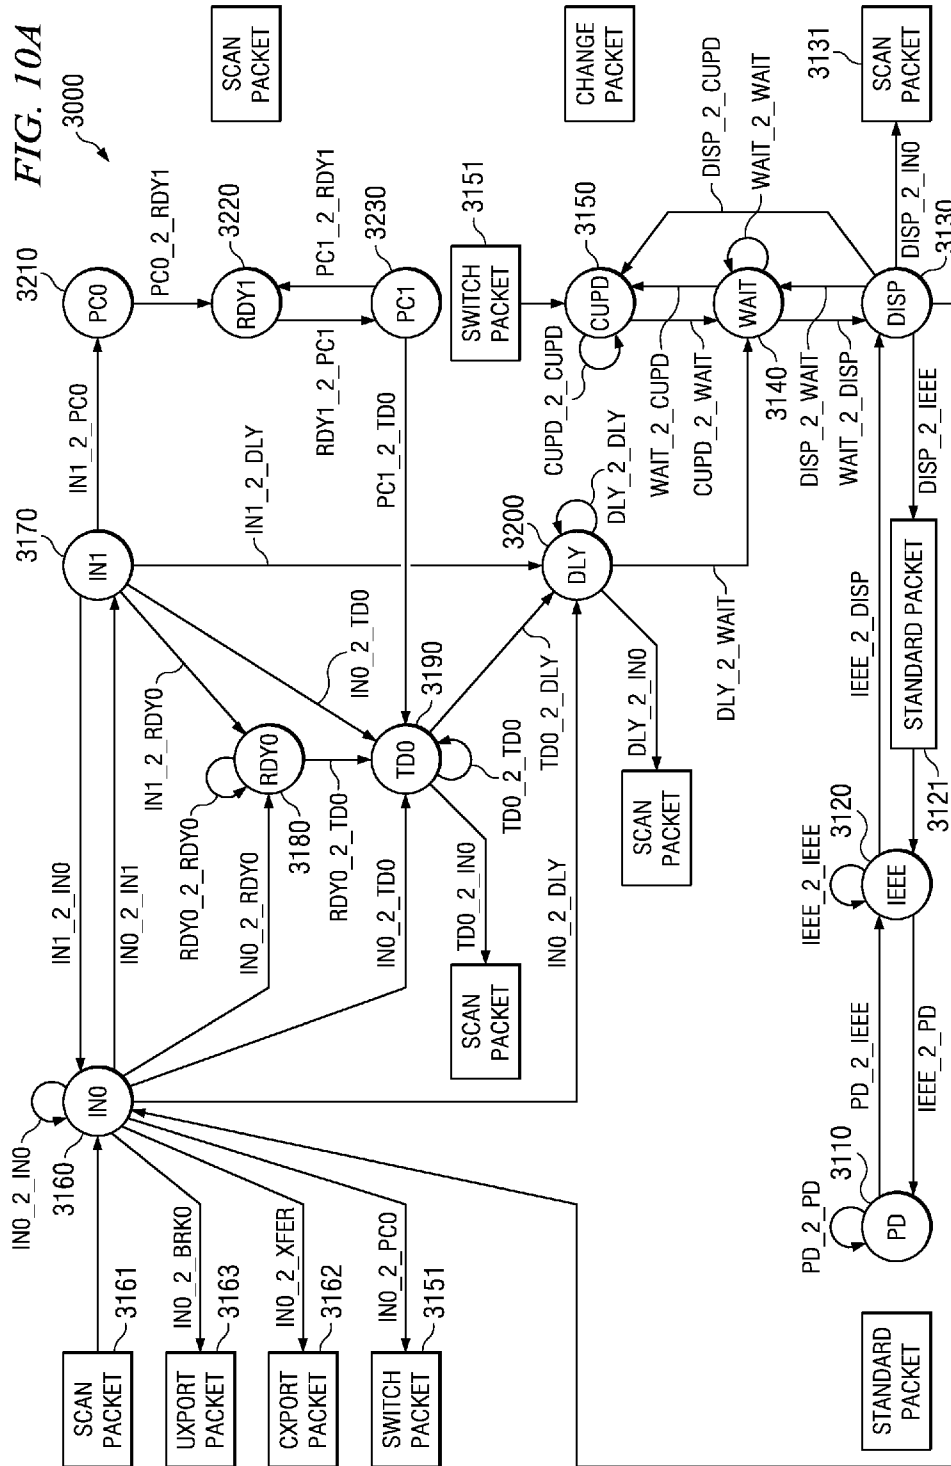 FIG. 10A
3000
SCAN
PACKET
3161
UXPORT
PACKET
3163
CXPORT
PACKET
3162
SWITCH
PACKET
3151
IN0_2_BRK0
IN0_2_XFER
IN0_2_PC0
IN0_2_IN0
3160
IN0
IN1_2_IN0
IN0_2_IN1
3170
IN1
IN1_2_PC0
3210
PC0
PC0_2_RDY1
3220
RDY1
PC1_2_RDY1
RDY1_2_PC1
3230
PC1
PC1_2_TD0
SCAN
PACKET
IN1_2_RDY0
RDY0_2_RDY0
RDY0
3180
IN0_2_RDY0
RDY0_2_TD0
IN0_2_TD0
IN0_2_TD0
IN1_2_DLY
3190
TD0
TD0_2_TD0
TD0_2_DLY
TD0_2_IN0
SCAN
PACKET
IN0_2_DLY
3200
DLY
DLY_2_DLY
DLY_2_IN0
SCAN
PACKET
DLY_2_WAIT
3151
SWITCH
PACKET
CUPD_2_CUPD
CUPD
3150
CHANGE
PACKET
WAIT_2_CUPD
CUPD_2_WAIT
WAIT
3140
DISP_2_CUPD
WAIT_2_WAIT
DISP_2_WAIT
WAIT_2_DISP
STANDARD
PACKET
PD_2_PD
3110
PD
PD_2_IEEE
IEEE_2_PD
IEEE_2_IEEE
3120
IEEE
3121
STANDARD PACKET
IEEE_2_DISP
DISP_2_IEEE
DISP
3130
DISP_2_IN0
3131
SCAN
PACKET